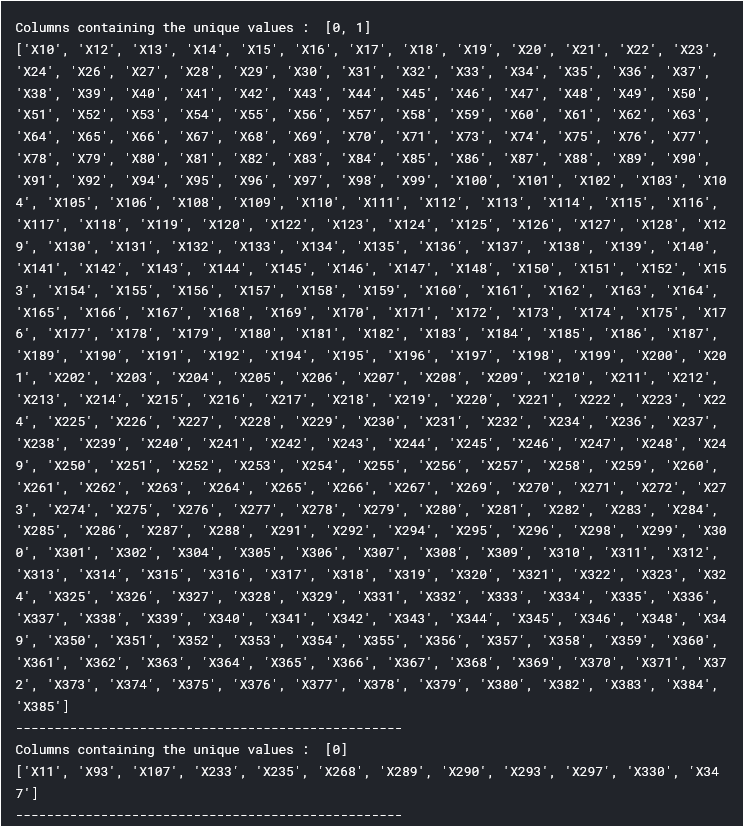 Columns containing the unique values :  [0, 1]
['X10', 'X12', 'X13', 'X14', 'X15', 'X16', 'X17', 'X18', 'X19', 'X20', 'X21', 'X22', 'X23',
'X24', 'X26', 'X27', 'X28', 'X29', 'X30', 'X31', 'X32', 'X33', 'X34', 'X35', 'X36', 'X37',
'X38', 'X39', 'X40', 'X41', 'X42', 'X43', 'X44', 'X45', 'X46', 'X47', 'X48', 'X49', 'X50',
'X51', 'X52', 'X53', 'X54', 'X55', 'X56', 'X57', 'X58', 'X59', 'X60', 'X61', 'X62', 'X63',
'X64', 'X65', 'X66', 'X67', 'X68', 'X69', 'X70', 'X71', 'X73', 'X74', 'X75', 'X76', 'X77',
'X78', 'X79', 'X80', 'X81', 'X82', 'X83', 'X84', 'X85', 'X86', 'X87', 'X88', 'X89', 'X90',
'X91', 'X92', 'X94', 'X95', 'X96', 'X97', 'X98', 'X99', 'X100', 'X101', 'X102', 'X103', 'X10
4', 'X105', 'X106', 'X108', 'X109', 'X110', 'X111', 'X112', 'X113', 'X114', 'X115', 'X116',
'X117', 'X118', 'X119', 'X120', 'X122', 'X123', 'X124', 'X125', 'X126', 'X127', 'X128', 'X12
9', 'X130', 'X131', 'X132', 'X133', 'X134', 'X135', 'X136', 'X137', 'X138', 'X139', 'X140',
'X141', 'X142', 'X143', 'X144', 'X145', 'X146', 'X147', 'X148', 'X150', 'X151', 'X152', 'X15
3', 'X154', 'X155', 'X156', 'X157', 'X158', 'X159', 'X160', 'X161', 'X162', 'X163', 'X164',
'X165', 'X166', 'X167', 'X168', 'X169', 'X170', 'X171', 'X172', 'X173', 'X174', 'X175', 'X17
6', 'X177', 'X178', 'X179', 'X180', 'X181', 'X182', 'X183', 'X184', 'X185', 'X186', 'X187',
'X189', 'X190', 'X191', 'X192', 'X194', 'X195', 'X196', 'X197', 'X198', 'X199', 'X200', 'X20
1', 'X202', 'X203', 'X204', 'X205', 'X206', 'X207', 'X208', 'X209', 'X210', 'X211', 'X212',
'X213', 'X214', 'X215', 'X216', 'X217', 'X218', 'X219', 'X220', 'X221', 'X222', 'X223', 'X22
4', 'X225', 'X226', 'X227', 'X228', 'X229', 'X230', 'X231', 'X232', 'X234', 'X236', 'X237',
'X238', 'X239', 'X240', 'X241', 'X242', 'X243', 'X244', 'X245', 'X246', 'X247', 'X248', 'X24
9', 'X250', 'X251', 'X252', 'X253', 'X254', 'X255', 'X256', 'X257', 'X258', 'X259', 'X260',
'X261', 'X262', 'X263', 'X264', 'X265', 'X266', 'X267', 'X269', 'X270', 'X271', 'X272', 'X27
3', 'X274', 'X275', 'X276', 'X277', 'X278', 'X279', 'X280', 'X281', 'X282', 'X283', 'X284',
'X285', 'X286', 'X287', 'X288', 'X291', 'X292', 'X294', 'X295', 'X296', 'X298', 'X299', 'X30
0', 'X301', 'X302', 'X304', 'X305', 'X306', 'X307', 'X308', 'X309', 'X310', 'X311', 'X312',
'X313', 'X314', 'X315', 'X316', 'X317', 'X318', 'X319', 'X320', 'X321', 'X322', 'X323', 'X32
4', 'X325', 'X326', 'X327', 'X328', 'X329', 'X331', 'X332', 'X333', 'X334', 'X335', 'X336',
'X337', 'X338', 'X339', 'X340', 'X341', 'X342', 'X343', 'X344', 'X345', 'X346', 'X348', 'X34
9', 'X350', 'X351', 'X352', 'X353', 'X354', 'X355', 'X356', 'X357', 'X358', 'X359', 'X360',
'X361', 'X362', 'X363', 'X364', 'X365', 'X366', 'X367', 'X368', 'X369', 'X370', 'X371', 'X37
2', 'X373', 'X374', 'X375', 'X376', 'X377', 'X378', 'X379', 'X380', 'X382', 'X383', 'X384',
'X385']
--------------------------------------------------
Columns containing the unique values :  [0]
['X11', 'X93', 'X107', 'X233', 'X235', 'X268', 'X289', 'X290', 'X293', 'X297', 'X330', 'X34
7']
--------------------------------------------------